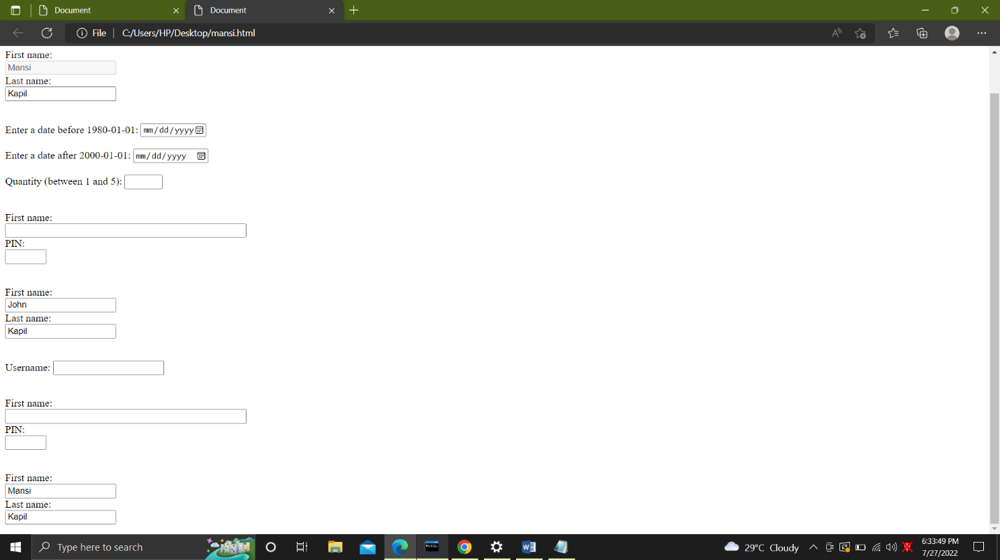 Document
Document
File
C:/Users/HP/Desktop/mansi.html
First name:
Mansi
Last name:
Kapil
Enter a date before 1980-01-01: mm/dd/yyyy
Enter a date after 2000-01-01: mm/dd/yyyy
Quantity (between 1 and 5):
First name:
PIN:
First name:
John
Last name:
Kapil
Username:
First name:
PIN:
First name:
Mansi
Last name:
Kapil
Type here to search
MySQL
29°C Cloudy
6:33:49 PM
7/27/2022